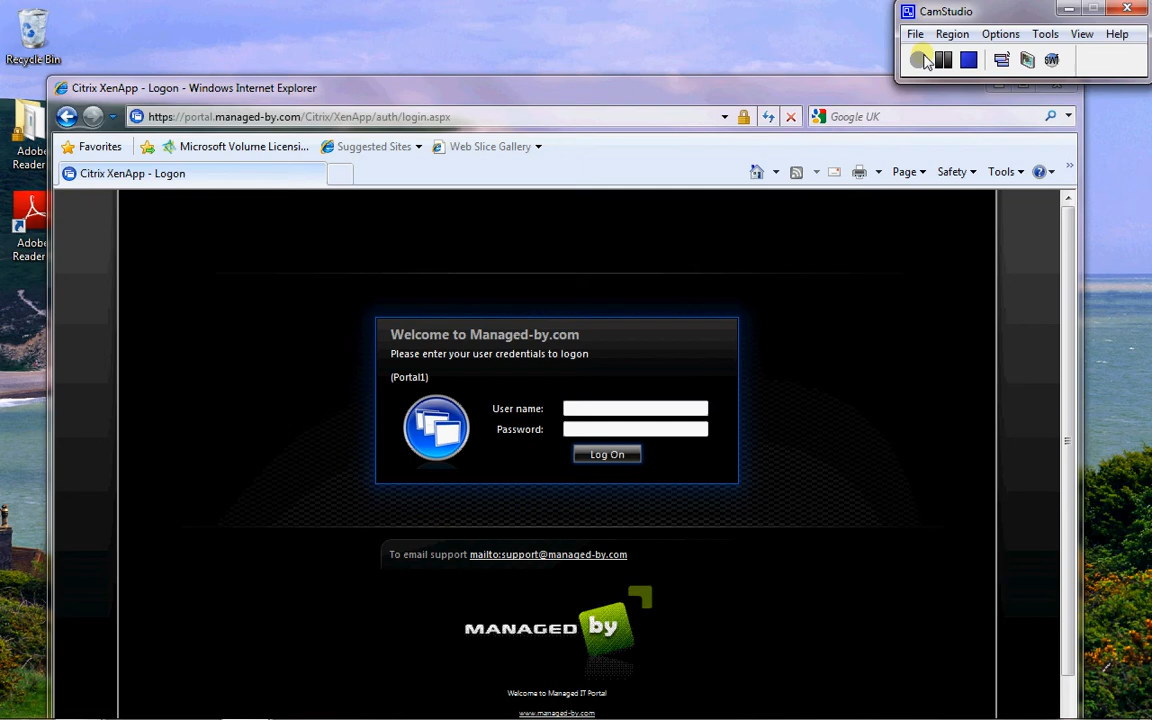 Recycle Bin
Adobe
Reader
Adobe
Reader
CamStudio
File Region Options Tools View Help
Citrix XenApp - Logon - Windows Internet Explorer
https://portal.managed-by.com/Citrix/XenApp/auth/login.aspx
Google UK
Favorites Microsoft Volume Licensi... Suggested Sites Web Slice Gallery
Citrix XenApp - Logon
Page Safety Tools
Welcome to Managed-by.com
Please enter your user credentials to logon
(Portal1)
User name:
Password:
Log On
To email support mailto:support@managed-by.com
MANAGED by
Welcome to Managed IT Portal
www.managed-by.com